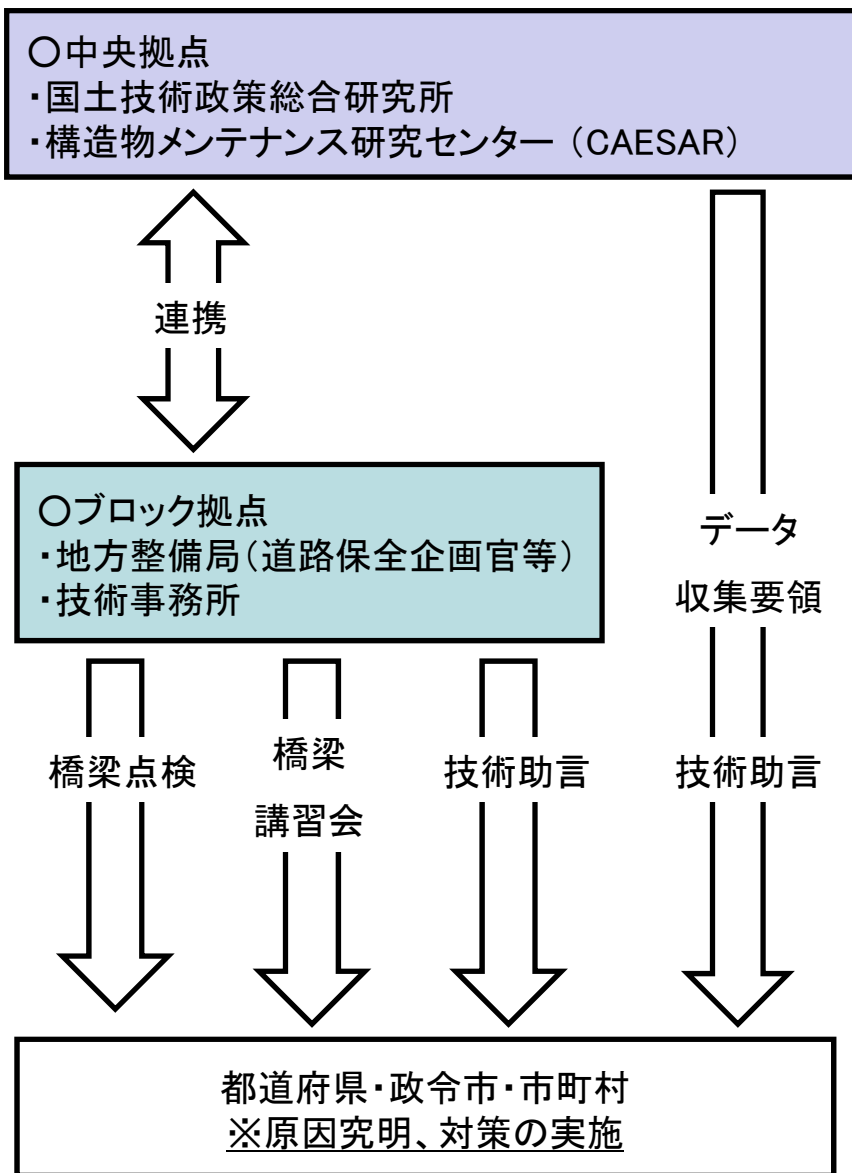 〇中央拠点
・国土技術政策総合研究所
・構造物メンテナンス研究センター（CAESAR）
連携
〇ブロック拠点
・地方整備局（道路保全企画官等）
・技術事務所
データ
収集要領
橋梁点検
橋梁
講習会
技術助言
技術助言
都道府県・政令市・市町村
※原因究明、対策の実施